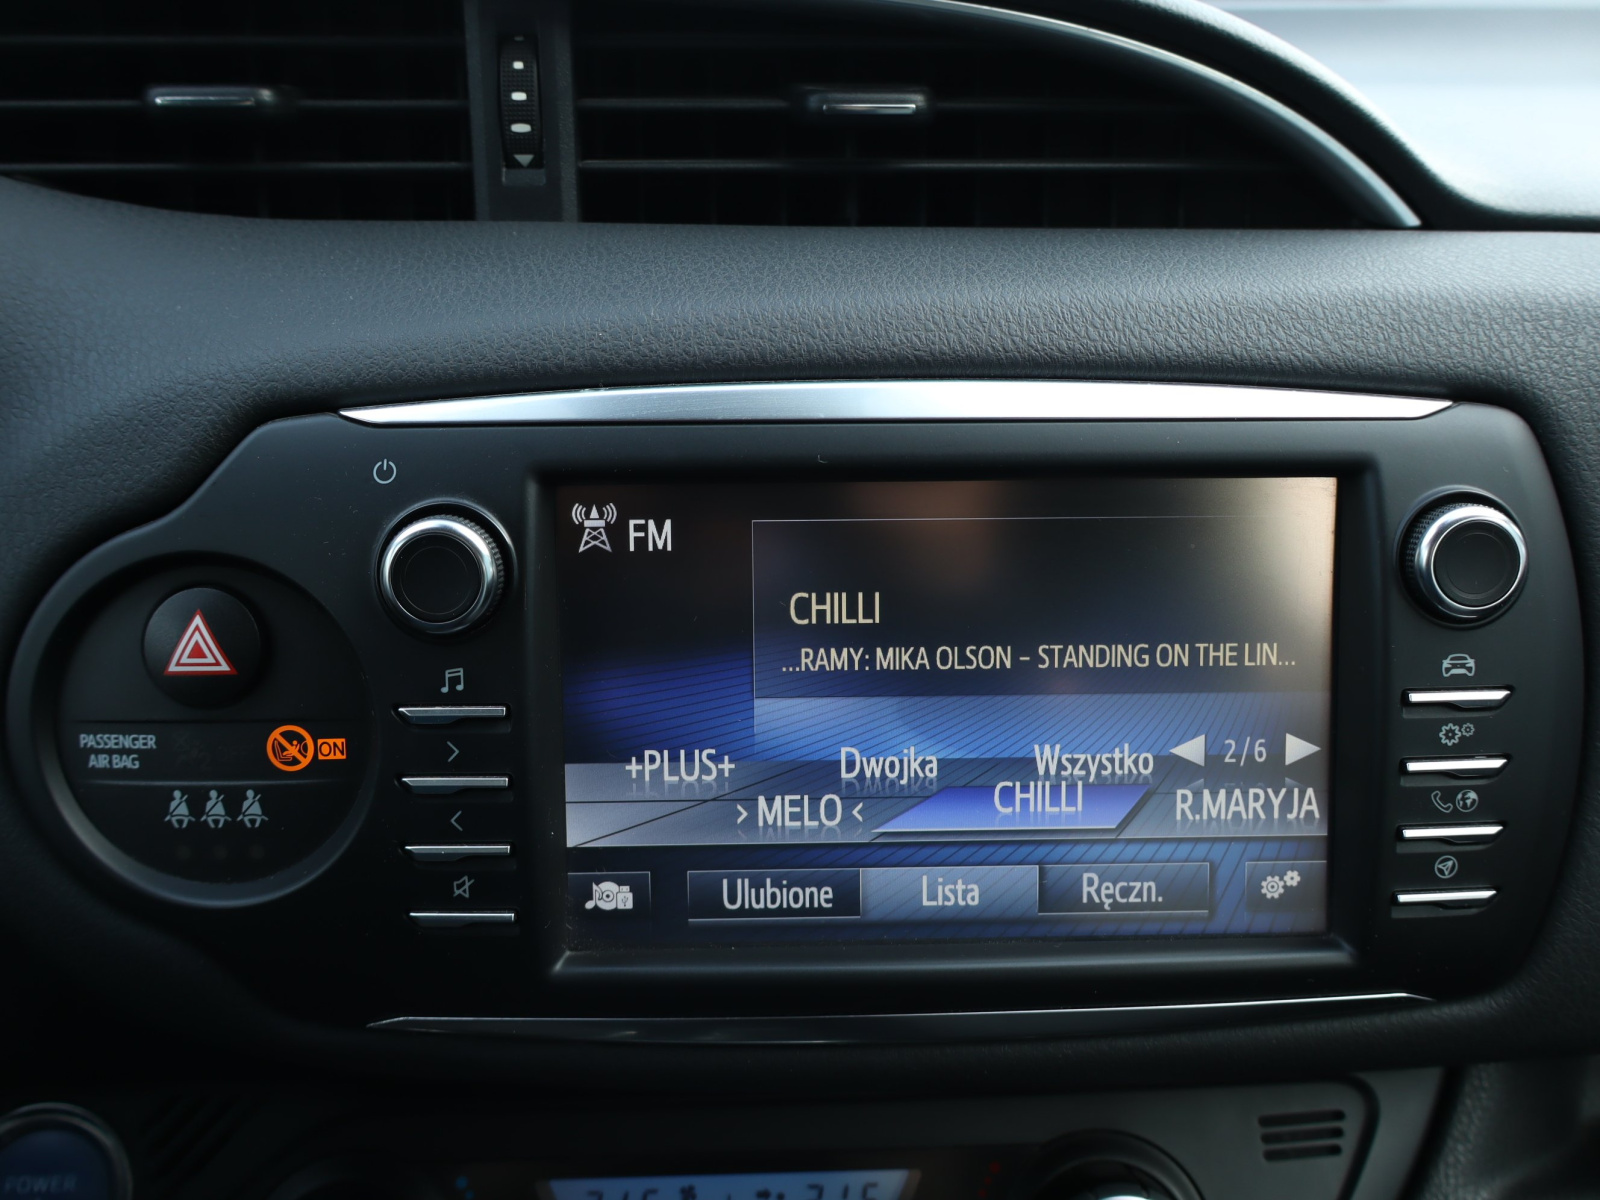 FM
CHILLI
...RAMY: MIKA OLSON - STANDING ON THE LIN...
+PLUS+ Dwojka Wszystko 2/6
>MELO< CHILLI R.MARYJA
Ulubione Lista Ręczn.
PASSENGER
AIR BAG
ON
POWER